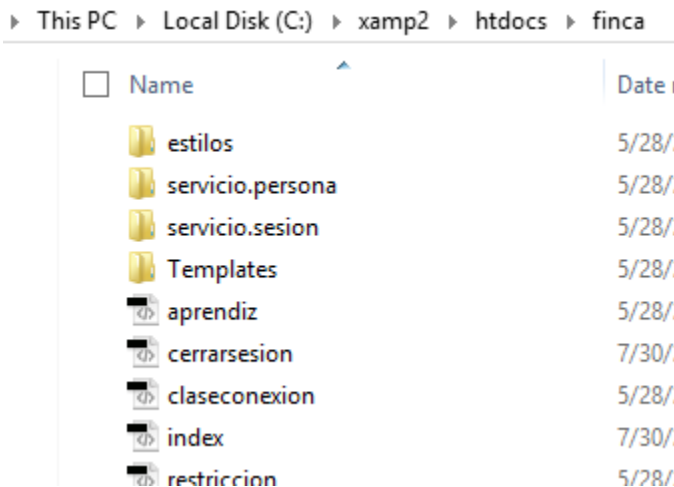 This PC Local Disk (C:) xamp2 htdocs finca
Name Date
estilos 5/28/
servicio.persona 5/28/
servicio.sesion 5/28/
Templates 5/28/
aprendiz 5/28/
cerrarsesion 7/30/
claseconexion 5/28/
index 7/30/
restriccion 5/28/